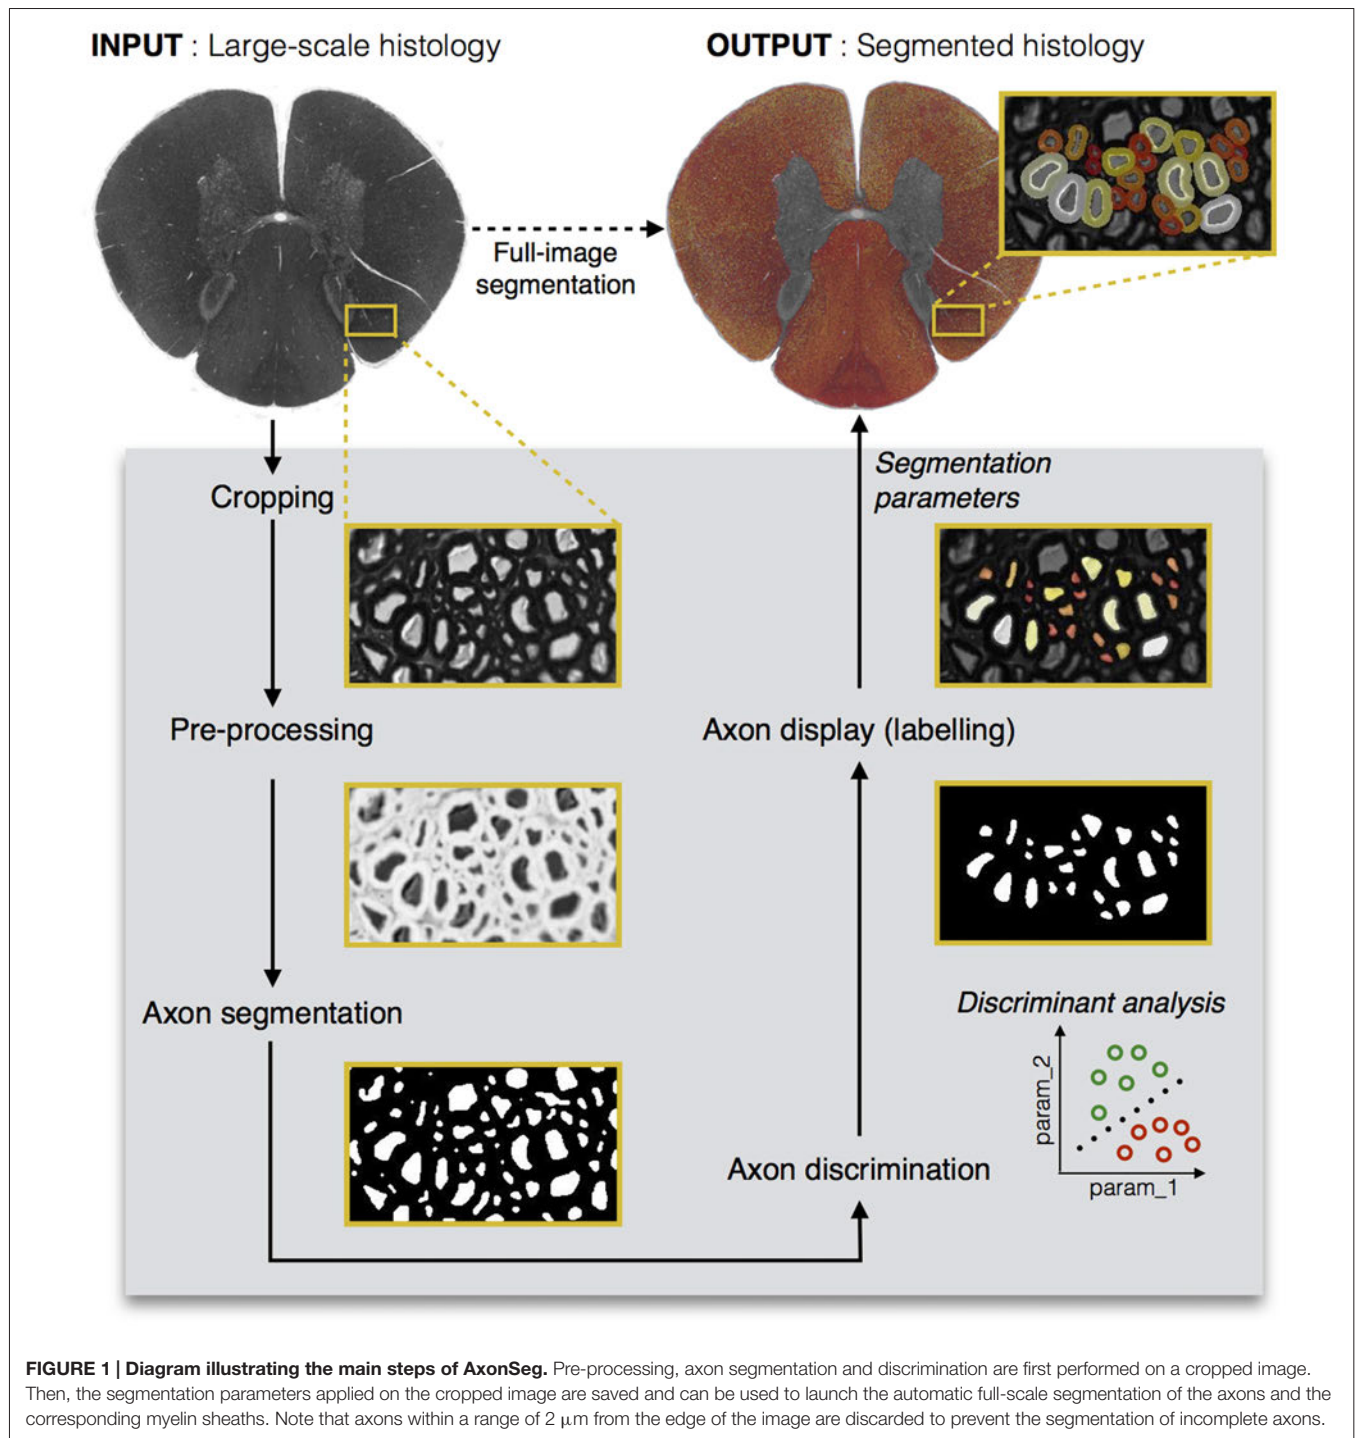 INPUT : Large-scale histology
OUTPUT : Segmented histology
Full-image
segmentation
Cropping
Segmentation
parameters
Pre-processing
Axon display (labelling)
Axon segmentation
Discriminant analysis
param_2
param_1
Axon discrimination
FIGURE 1 | Diagram illustrating the main steps of AxonSeg. Pre-processing, axon segmentation and discrimination are first performed on a cropped image.
Then, the segmentation parameters applied on the cropped image are saved and can be used to launch the automatic full-scale segmentation of the axons and the
corresponding myelin sheaths. Note that axons within a range of 2 μm from the edge of the image are discarded to prevent the segmentation of incomplete axons.